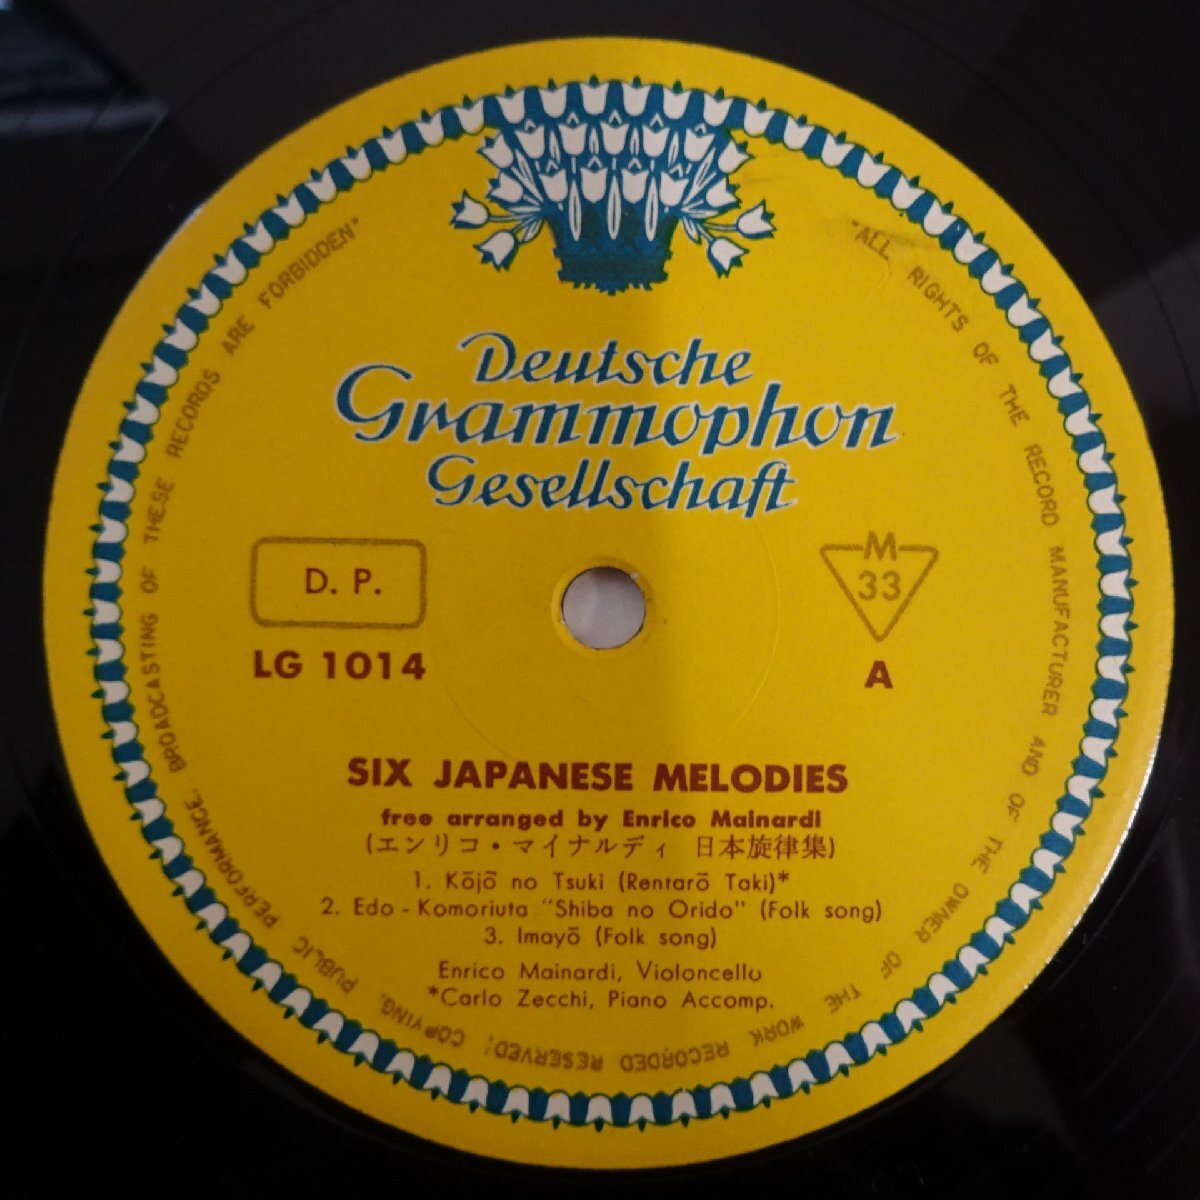 Deutsche
Grammophon
Gesellschaft
D. P.
LG 1014
M
33
A
SIX JAPANESE MELODIES
free arranged by Enrico Mainardi
(エンリコ・マイナルディ 日本旋律集)
1. Kōjō no Tsuki (Rentarō Taki)*
2. Edo - Komoriuta "Shiba no Orido" (Folk song)
3. Imayō (Folk song)
Enrico Mainardi, Violoncello
*Carlo Zecchi, Piano Accomp.
"ALL RIGHTS OF THE RECORD MANUFACTURER AND OF THE OWNER OF THE WORK RECORDED RESERVED! COPYING, PUBLIC PERFORMANCE, BROADCASTING OF THESE RECORDS ARE FORBIDDEN"